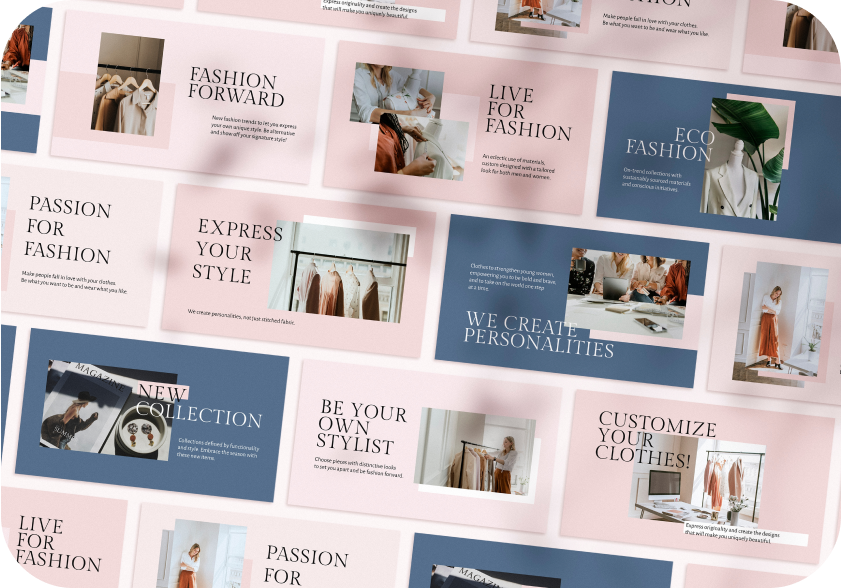 Express originality and create the designs
that will make you uniquely beautiful.
Make people fall in love with your clothes.
Be what you want to be and wear what you like.
FASHION
FORWARD
New fashion trends to let you express
your own unique style. Be alternative
and show off your signature style!
LIVE
FOR
FASHION
An eclectic use of materials,
custom designed with a tailored
look for both men and women.
ECO
FASHION
On-trend collections with
sustainably sourced materials
and conscious initiatives.
PASSION
FOR
FASHION
Make people fall in love with your clothes.
Be what you want to be and wear what you like.
EXPRESS
YOUR
STYLE
We create personalities, not just stitched fabric.
Clothes to strengthen young women,
empowering you to be bold and brave,
and to take on the world one step
at a time.
WE CREATE
PERSONALITIES
MAGAZINE
SUMMER
NEW
COLLECTION
Collections defined by functionality
and style. Embrace the season with
these new items.
BE YOUR
OWN
STYLIST
Choose pieces with distinctive looks
to set you apart and be fashion forward.
CUSTOMIZE
YOUR
CLOTHES!
Express originality and create the designs
that will make you uniquely beautiful.
LIVE
FOR
FASHION
PASSION
FOR
MAGAZINE